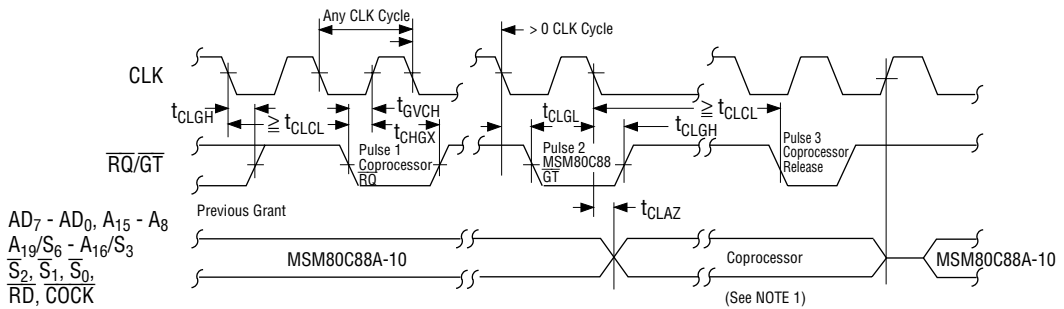 Any CLK Cycle
> 0 CLK Cycle
CLK
tCLGH
≧ tCLCL
tGVCH
tCHGX
tCLGL
≧ tCLCL
tCLGH
RQ/GT
Pulse 1
Coprocessor
RQ
Pulse 2
MSM80C88
GT
Pulse 3
Coprocessor
Release
Previous Grant
tCLAZ
AD7 - AD0, A15 - A8
A19/S6 - A16/S3
S2, S1, S0,
RD, COCK
MSM80C88A-10
Coprocessor
MSM80C88A-10
(See NOTE 1)